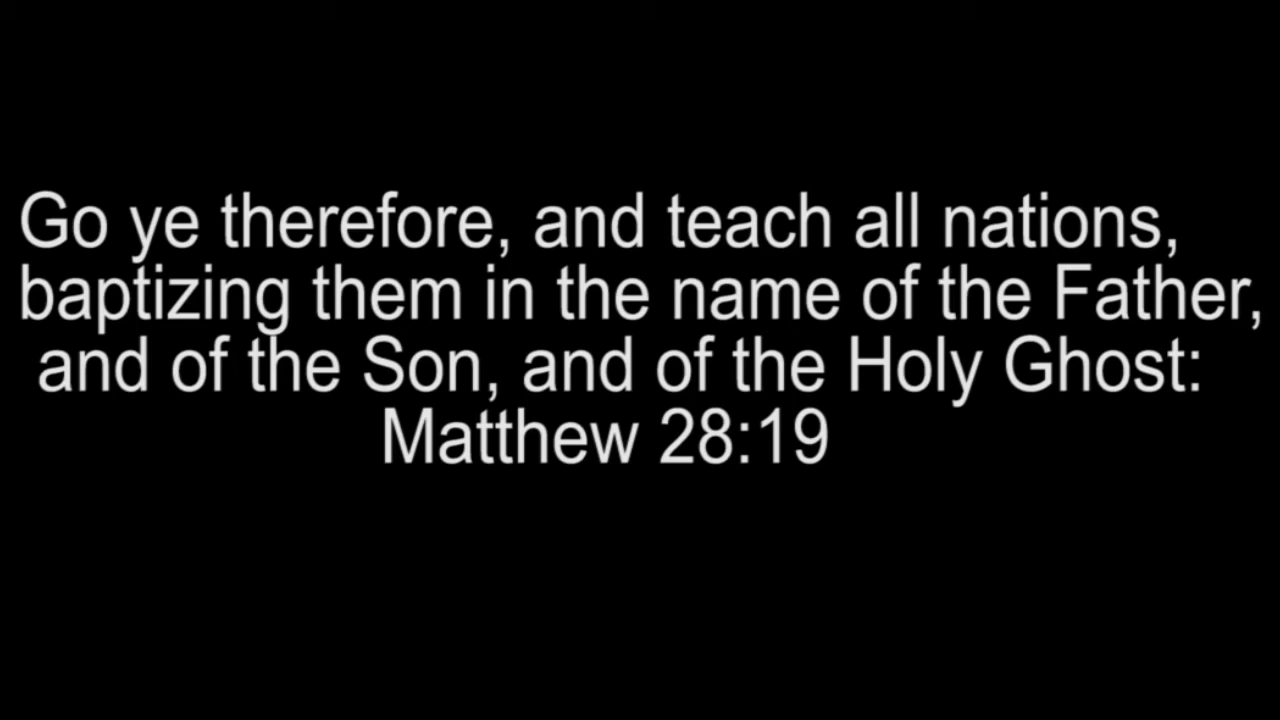 Go ye therefore, and teach all nations,
baptizing them in the name of the Father,
and of the Son, and of the Holy Ghost:
Matthew 28:19